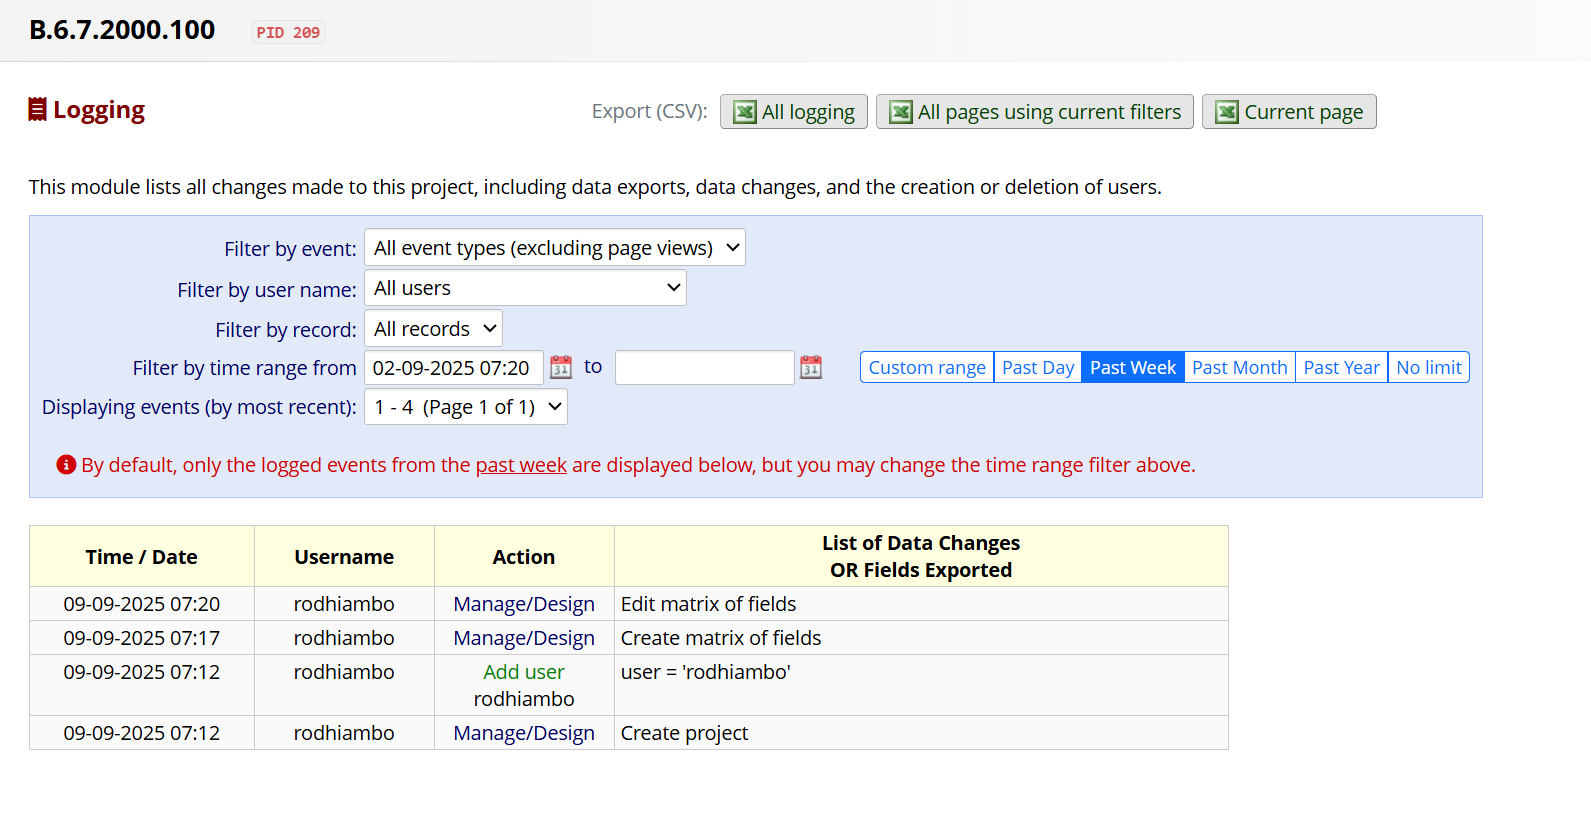 B.6.7.2000.100 PID 209
Logging Export (CSV): All logging All pages using current filters Current page
This module lists all changes made to this project, including data exports, data changes, and the creation or deletion of users.
Filter by event: All event types (excluding page views)
Filter by user name: All users
Filter by record: All records
Filter by time range from 02-09-2025 07:20 31 to 31 Custom range Past Day Past Week Past Month Past Year No limit
Displaying events (by most recent): 1 - 4 (Page 1 of 1)
By default, only the logged events from the past week are displayed below, but you may change the time range filter above.
Time / Date Username Action List of Data Changes
OR Fields Exported
09-09-2025 07:20 rodhiambo Manage/Design Edit matrix of fields
09-09-2025 07:17 rodhiambo Manage/Design Create matrix of fields
09-09-2025 07:12 rodhiambo Add user user = 'rodhiambo'
rodhiambo
09-09-2025 07:12 rodhiambo Manage/Design Create project